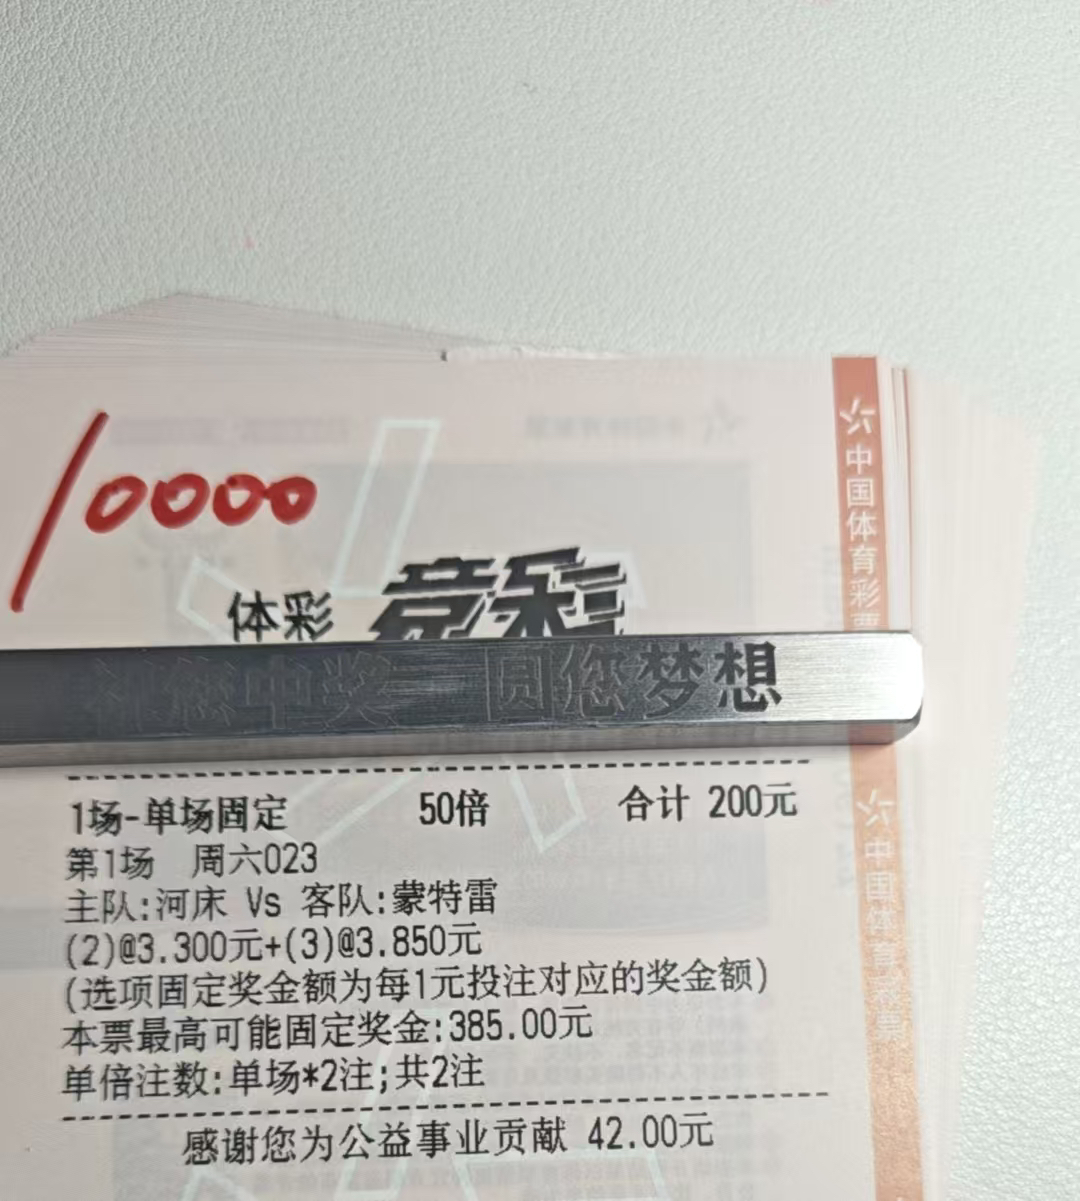 10000
体彩 竞彩
中国体育彩票
您中奖 圆您梦想
1场-单场固定 50倍 合计 200元
第1场 周六023
主队:河床 Vs 客队:蒙特雷
(2)@3.300元+(3)@3.850元
(选项固定奖金额为每1元投注对应的奖金额)
本票最高可能固定奖金:385.00元
单倍注数:单场*2注;共2注
感谢您为公益事业贡献 42.00元
中国体育彩票